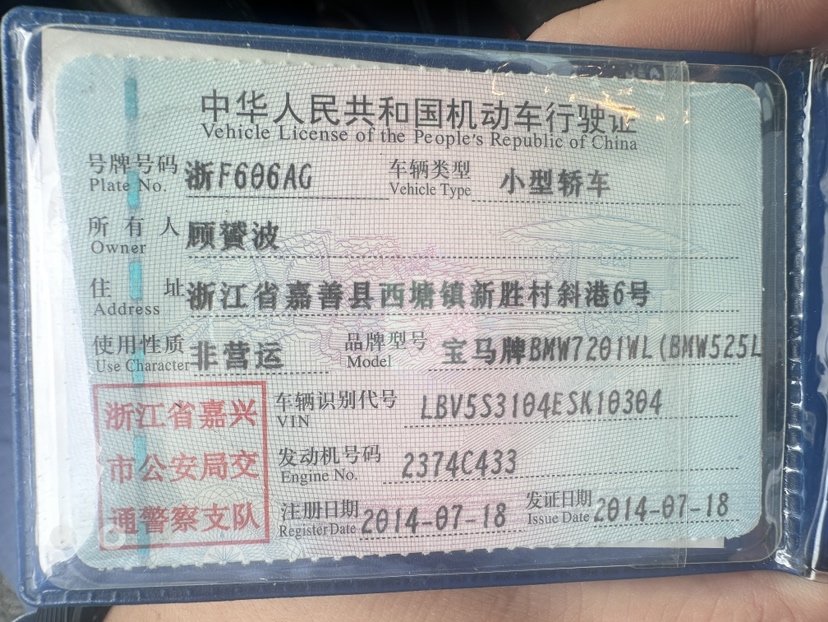 中华人民共和国机动车行驶证
Vehicle License of the People's Republic of China
号牌号码 浙F606AG 车辆类型 小型轿车
Plate No. Vehicle Type
所有人 顾赟波
Owner
住址 浙江省嘉善县西塘镇新胜村斜港6号
Address
使用性质 非营运 品牌型号 宝马牌BMW7201WL(BMW525L
Use Character Model
浙江省嘉兴
市公安局交
通警察支队
车辆识别代号 LBV5S3104ESK10304
VIN
发动机号码 2374C433
Engine No.
注册日期 2014-07-18 发证日期 2014-07-18
Register Date Issue Date